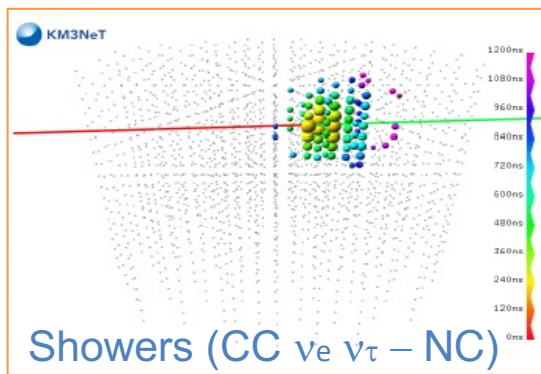 KM3NeT
1200ns
1080ns
960ns
840ns
720ns
600ns
480ns
360ns
240ns
120ns
0ns
Showers (CC νe ντ – NC)